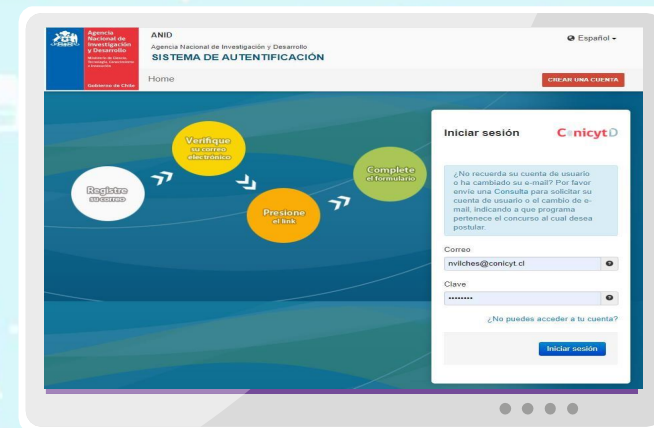 Agencia
Nacional de
Investigación
y Desarrollo
Gobierno de Chile
ANID
Agencia Nacional de Investigación y Desarrollo
SISTEMA DE AUTENTIFICACIÓN
Español
Home
CREAR UNA CUENTA
Registre
su correo
Verifique
su correo
electrónico
Presione
el link
Complete
el formulario
Iniciar sesión
ConicytD
¿No recuerda su cuenta de usuario
o ha cambiado su e-mail? Por favor
envíe una Consulta para solicitar su
cuenta de usuario o el cambio de e-
mail, indicando a que programa
pertenece el concurso al cual desea
postular.
Correo
nvilches@conicyt.cl
Clave
••••••••
¿No puedes acceder a tu cuenta?
Iniciar sesión